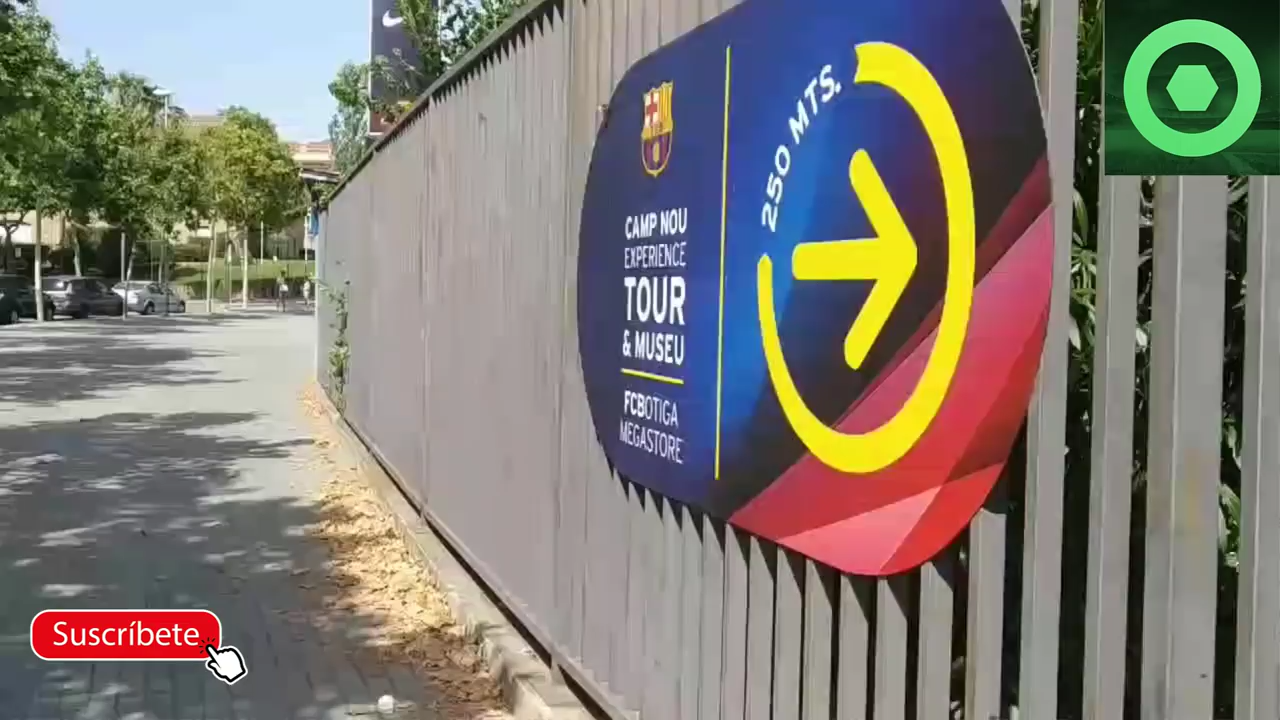 CAMP NOU
EXPERIENCE
TOUR
& MUSEU
FCBOTIGA
MEGASTORE
250 MTS.
Suscríbete